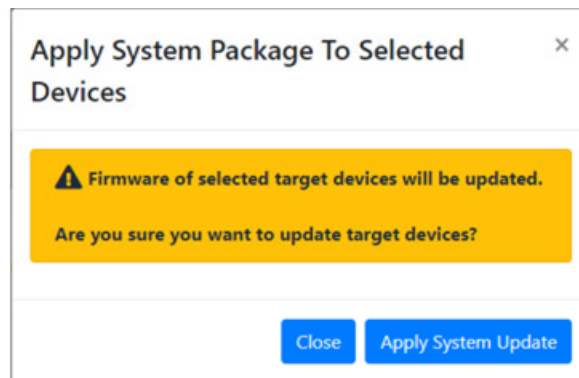 Apply System Package To Selected
Devices
×
Firmware of selected target devices will be updated.
Are you sure you want to update target devices?
Close
Apply System Update